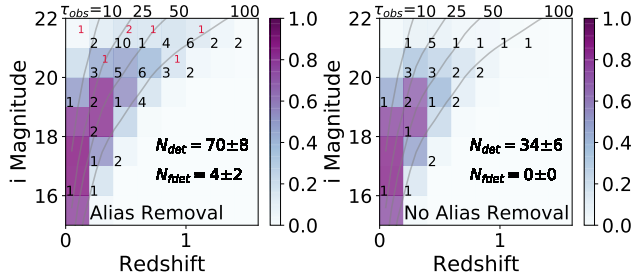 τobs=10 25 50 100
1 2 1 1
2 10 1 4 6 2 2
1 1
3 5 6 3 2
1 2 1 4
2
1 2
1 1
22
20
18
16
i Magnitude
Ndet = 70±8
Nfdet = 4±2
Alias Removal
0 1
Redshift
1.0
0.8
0.6
0.4
0.2
0.0
τobs=10 25 50 100
1 5 1 1 1 1
3 3 2 2
1 2 1 2
1
1 2
1 1
22
20
18
16
i Magnitude
Ndet = 34±6
Nfdet = 0±0
No Alias Removal
0 1
Redshift
1.0
0.8
0.6
0.4
0.2
0.0